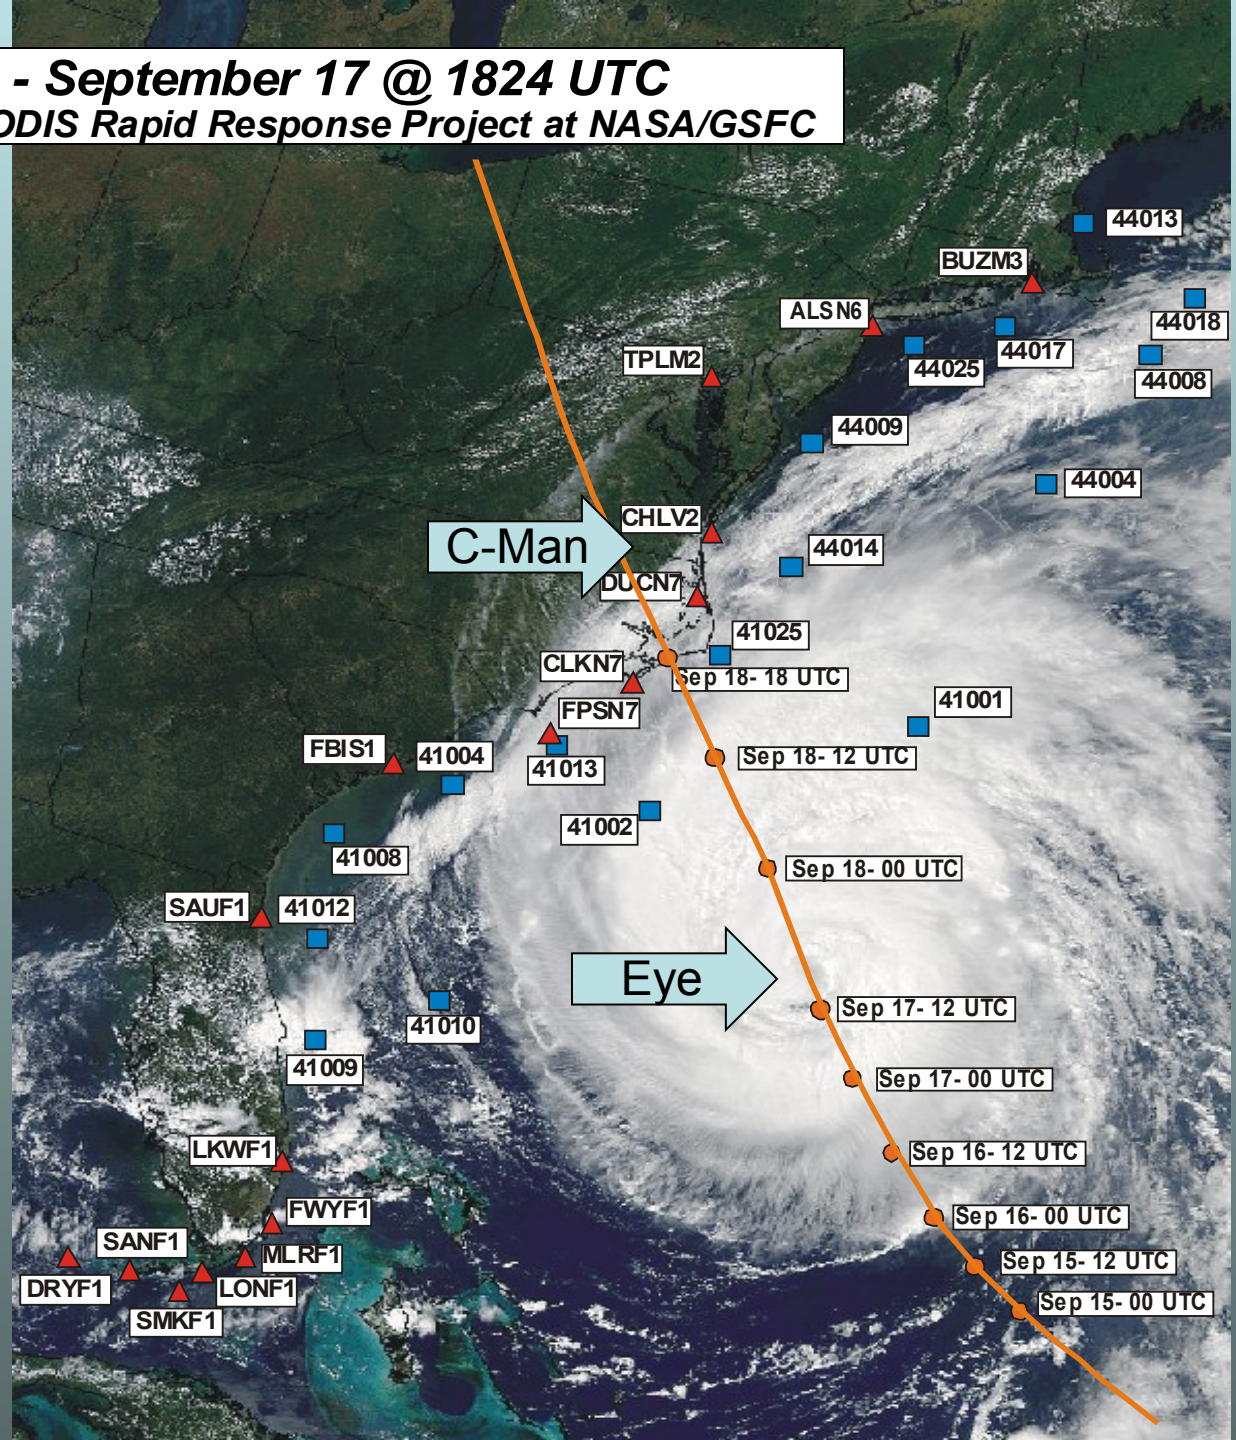 - September 17 @ 1824 UTC
ODIS Rapid Response Project at NASA/GSFC
44013
BUZM3
ALSN6
44018
TPLM2
44025
44017
44008
44009
44004
CHLV2
C-Man
44014
DUCN7
41025
CLKN7
Sep 18-18 UTC
FPSN7
41001
FBIS1
41004
41013
Sep 18-12 UTC
41002
41008
Sep 18-00 UTC
SAUF1
41012
Eye
41010
Sep 17-12 UTC
41009
Sep 17-00 UTC
LKWF1
Sep 16-12 UTC
FWYF1
Sep 16-00 UTC
SANF1
MLRF1
Sep 15-12 UTC
DRYF1
LONF1
Sep 15-00 UTC
SMKF1